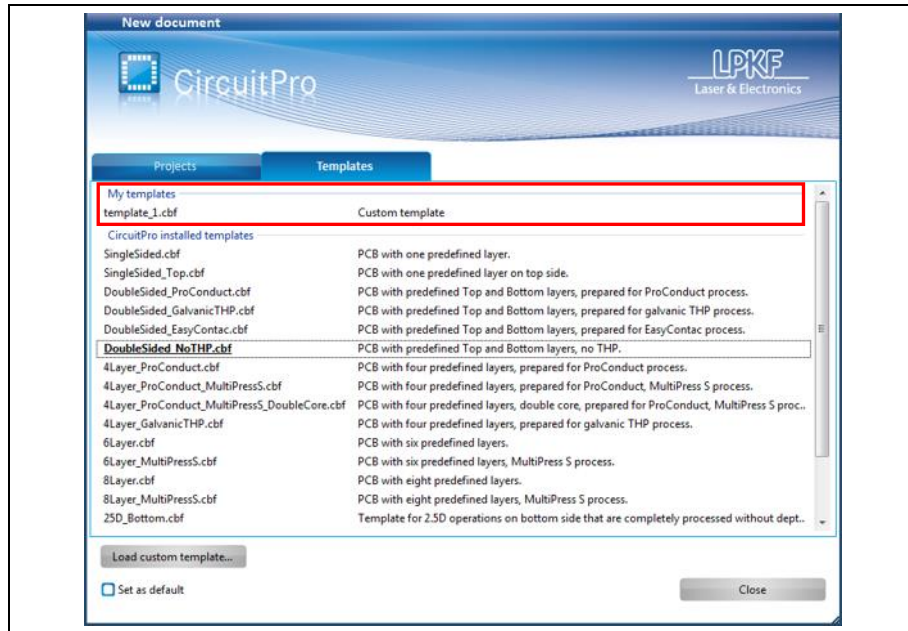 New document
CircuitPro
LPKF
Laser & Electronics
Projects Templates
My templates
template_1.cbf Custom template
CircuitPro installed templates
SingleSided.cbf PCB with one predefined layer.
SingleSided_Top.cbf PCB with one predefined layer on top side.
DoubleSided_ProConduct.cbf PCB with predefined Top and Bottom layers, prepared for ProConduct process.
DoubleSided_GalvanicTHP.cbf PCB with predefined Top and Bottom layers, prepared for galvanic THP process.
DoubleSided_EasyContac.cbf PCB with predefined Top and Bottom layers, prepared for EasyContac process.
DoubleSided_NoTHP.cbf PCB with predefined Top and Bottom layers, no THP.
4Layer_ProConduct.cbf PCB with four predefined layers, prepared for ProConduct process.
4Layer_ProConduct_MultiPressS.cbf PCB with four predefined layers, prepared for ProConduct, MultiPress S process.
4Layer_ProConduct_MultiPressS_DoubleCore.cbf PCB with four predefined layers, double core, prepared for ProConduct, MultiPress S proc..
4Layer_GalvanicTHP.cbf PCB with four predefined layers, prepared for galvanic THP process.
6Layer.cbf PCB with six predefined layers.
6Layer_MultiPressS.cbf PCB with six predefined layers, MultiPress S process.
8Layer.cbf PCB with eight predefined layers.
8Layer_MultiPressS.cbf PCB with eight predefined layers, MultiPress S process.
25D_Bottom.cbf Template for 2.5D operations on bottom side that are completely processed without dept..
Load custom template...
Set as default Close